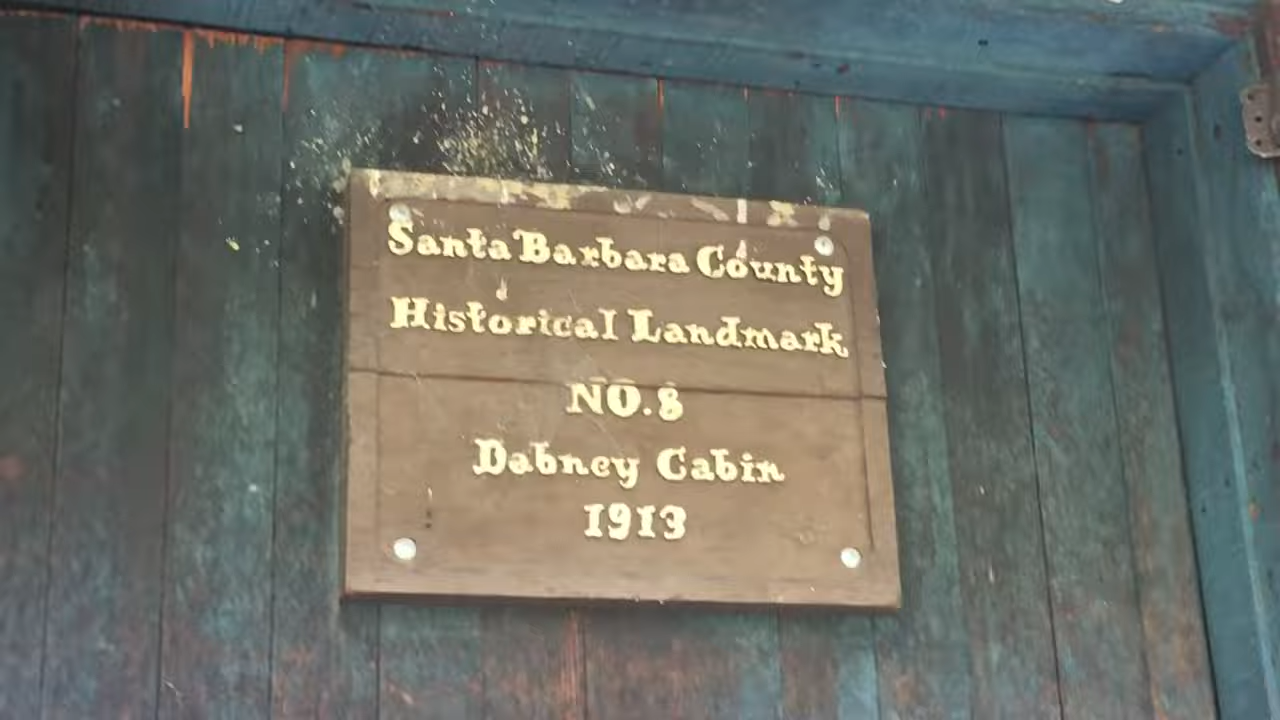 Santa Barbara County
Historical Landmark
NO.8
Dabney Cabin
1913